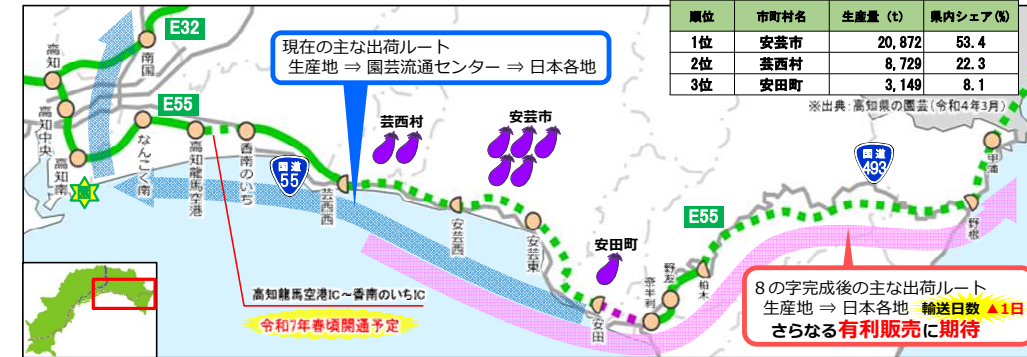 順位 市町村名 生産量（t） 県内シェア(%)
1位 安芸市 20,872 53.4
2位 芸西村 8,729 22.3
3位 安田町 3,149 8.1
※出典：高知県の園芸(令和4年3月)
現在の主な出荷ルート
生産地 ⇒ 園芸流通センター ⇒ 日本各地
E32
E55
高知
南国
高知中央
高知南
なんこく南
高知龍馬空港
香南のいち
国道
55
芸西西
芸西村
安芸市
安芸西
安芸東
安田町
安田
奈半利
野友
柏木
E55
国道
493
野根
甲浦
高知龍馬空港IC～香南のいちIC
令和7年春頃開通予定
８の字完成後の主な出荷ルート
生産地 ⇒ 日本各地 輸送日数 ▲1日
さらなる有利販売に期待